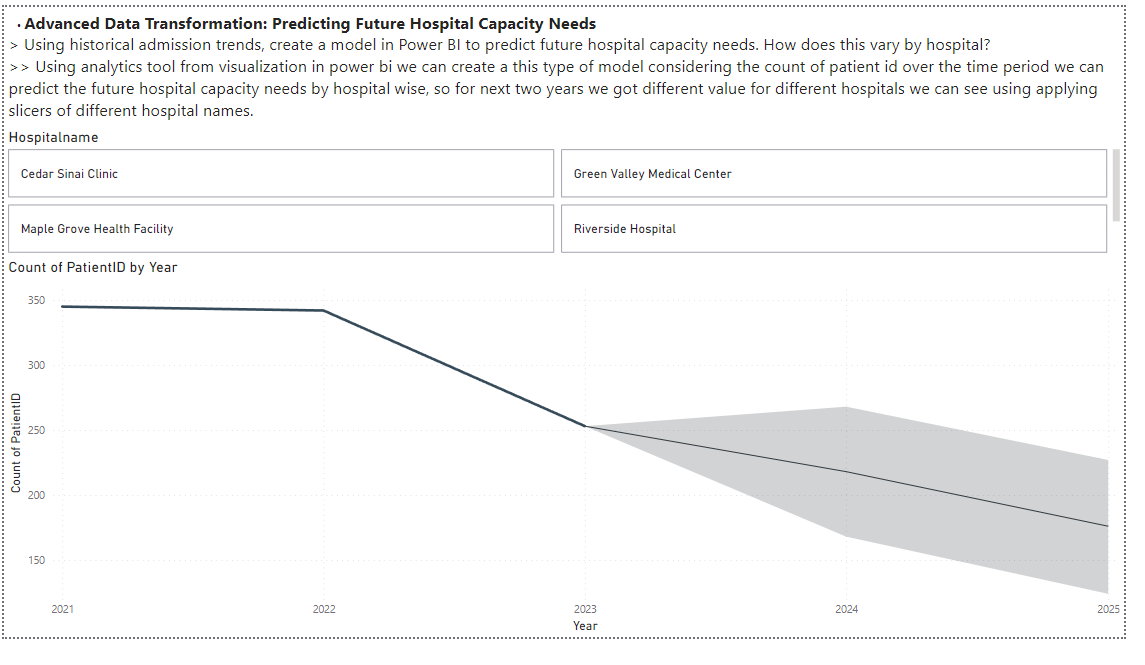 · Advanced Data Transformation: Predicting Future Hospital Capacity Needs
> Using historical admission trends, create a model in Power BI to predict future hospital capacity needs. How does this vary by hospital?
>> Using analytics tool from visualization in power bi we can create a this type of model considering the count of patient id over the time period we can
predict the future hospital capacity needs by hospital wise, so for next two years we got different value for different hospitals we can see using applying
slicers of different hospital names.
Hospitalname
Cedar Sinai Clinic
Green Valley Medical Center
Maple Grove Health Facility
Riverside Hospital
Count of PatientID by Year
350
300
250
200
150
Count of PatientID
2021
2022
2023
2024
2025
Year